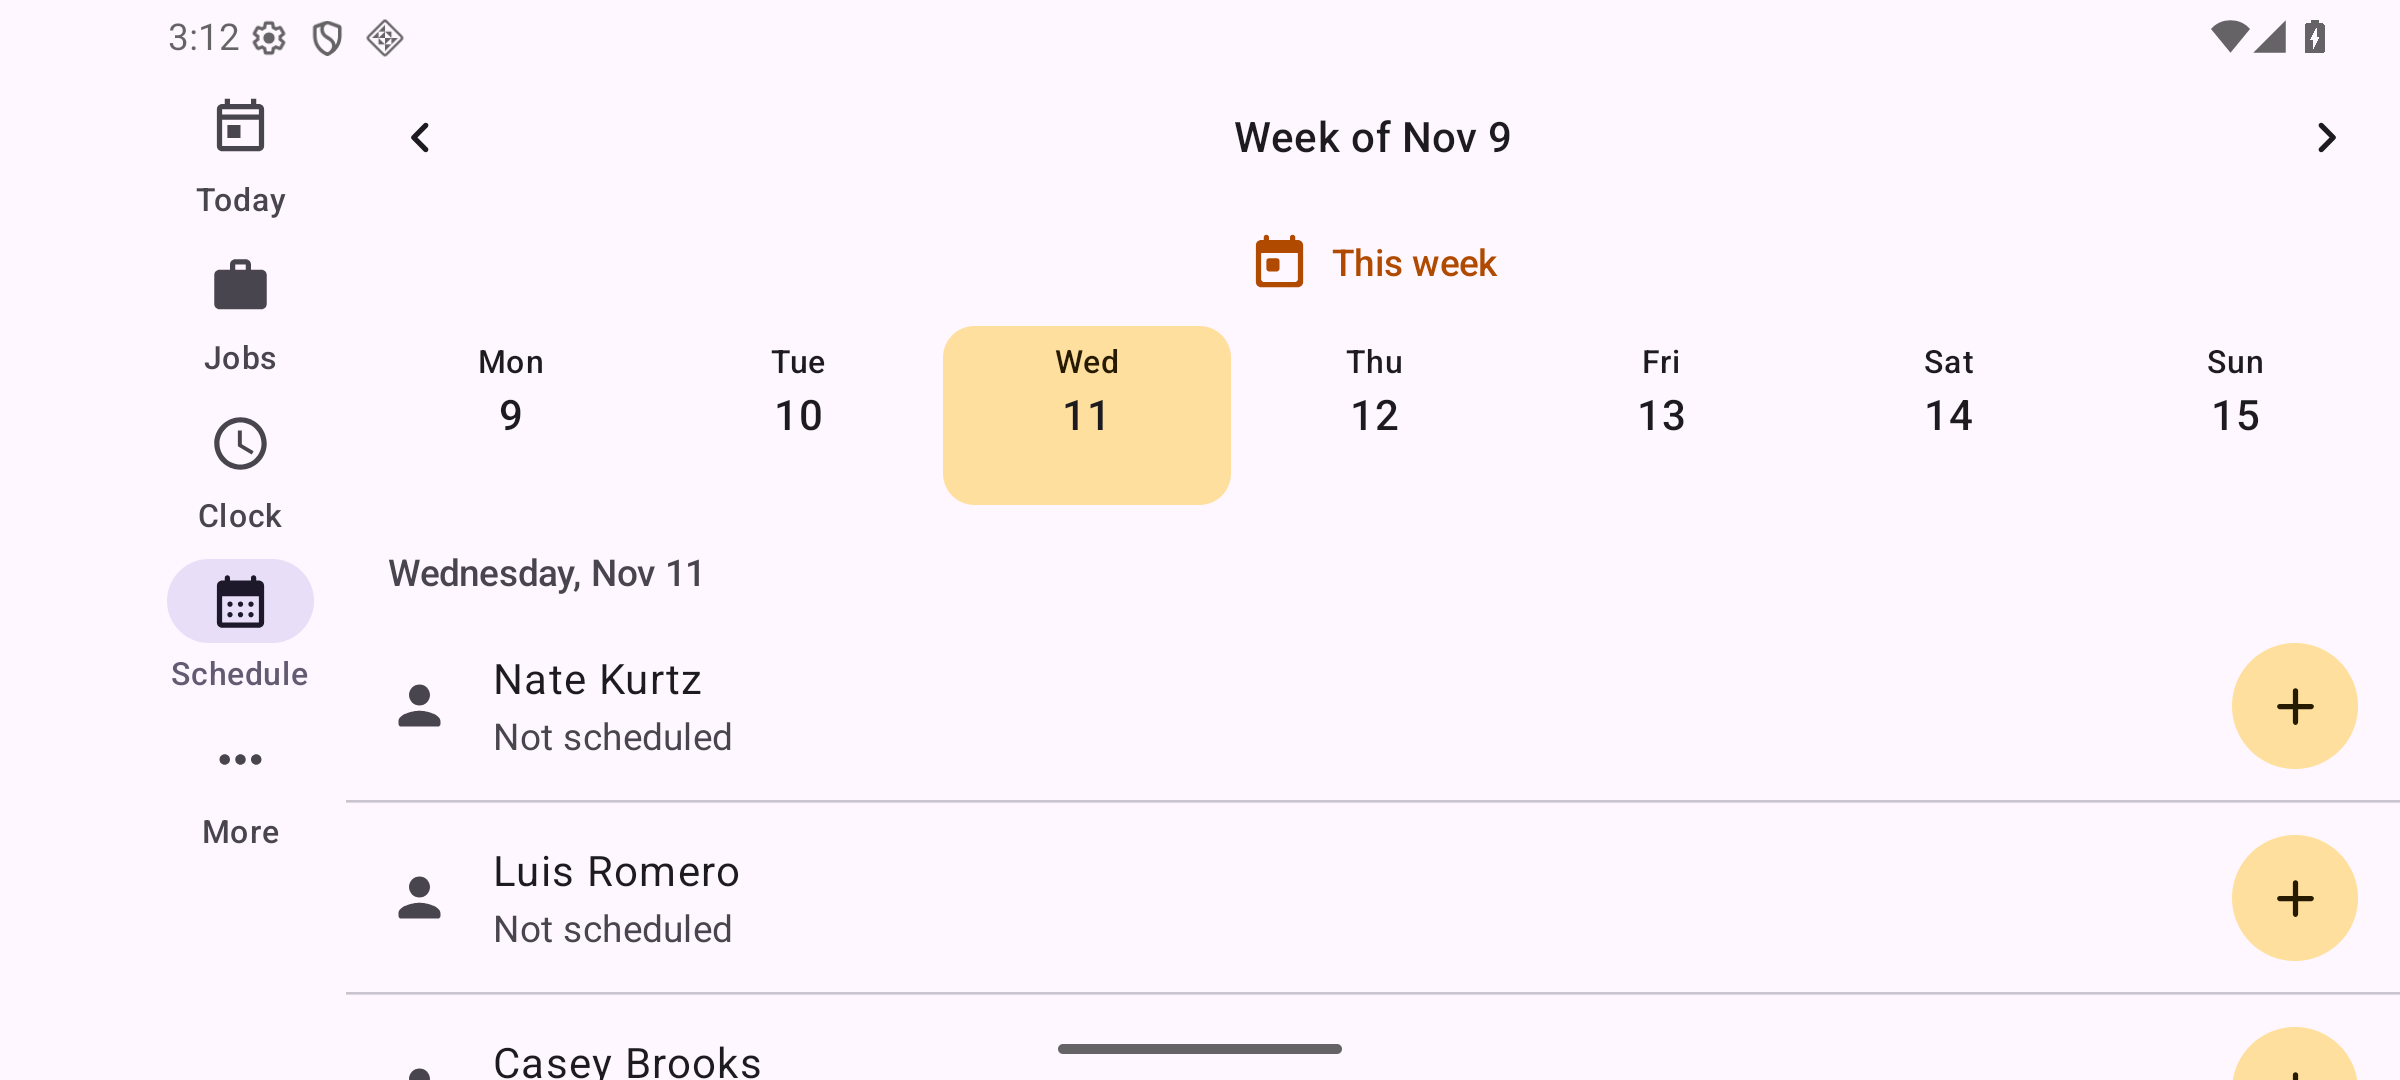 3:12
Today
Jobs
Clock
Schedule
More
Week of Nov 9
This week
Mon Tue Wed Thu Fri Sat Sun
9 10 11 12 13 14 15
Wednesday, Nov 11
Nate Kurtz
Not scheduled
Luis Romero
Not scheduled
Casey Brooks